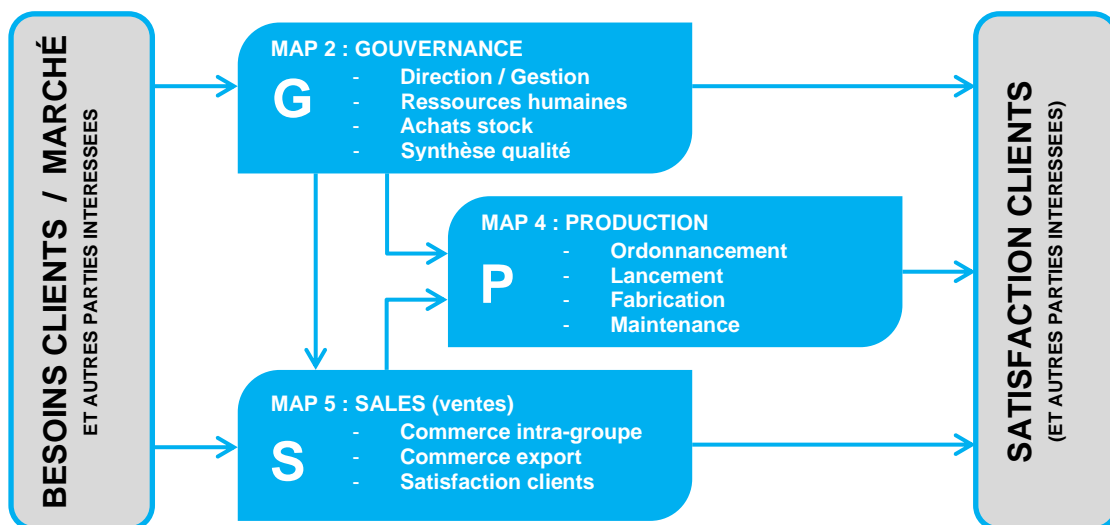 BESOINS CLIENTS / MARCHÉ
ET AUTRES PARTIES INTERESSEES
MAP 2 : GOUVERNANCE
G
- Direction / Gestion
- Ressources humaines
- Achats stock
- Synthèse qualité
MAP 4 : PRODUCTION
P
- Ordonnancement
- Lancement
- Fabrication
- Maintenance
MAP 5 : SALES (ventes)
S
- Commerce intra-groupe
- Commerce export
- Satisfaction clients
SATISFACTION CLIENTS
(ET AUTRES PARTIES INTERESSEES)